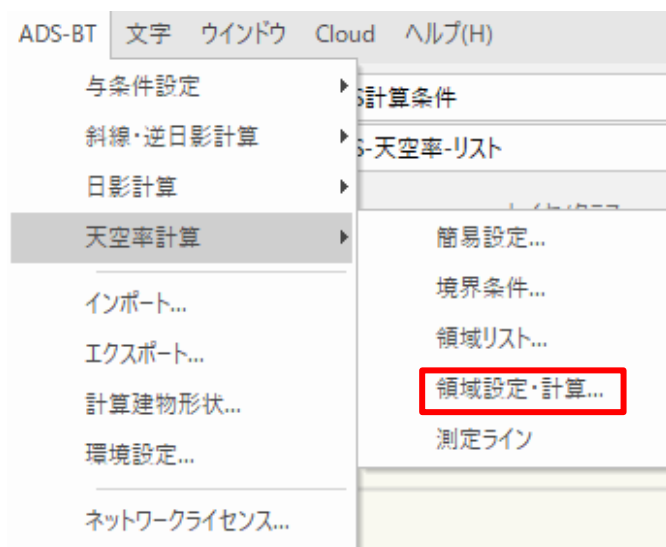 ADS-BT 文字 ウインドウ Cloud ヘルプ(H)
与条件設定
S計算条件
斜線・逆日影計算
S-天空率-リスト
日影計算
天空率計算
簡易設定...
境界条件...
インポート...
領域リスト...
エクスポート...
領域設定・計算...
計算建物形状...
測定ライン
環境設定...
ネットワークライセンス...